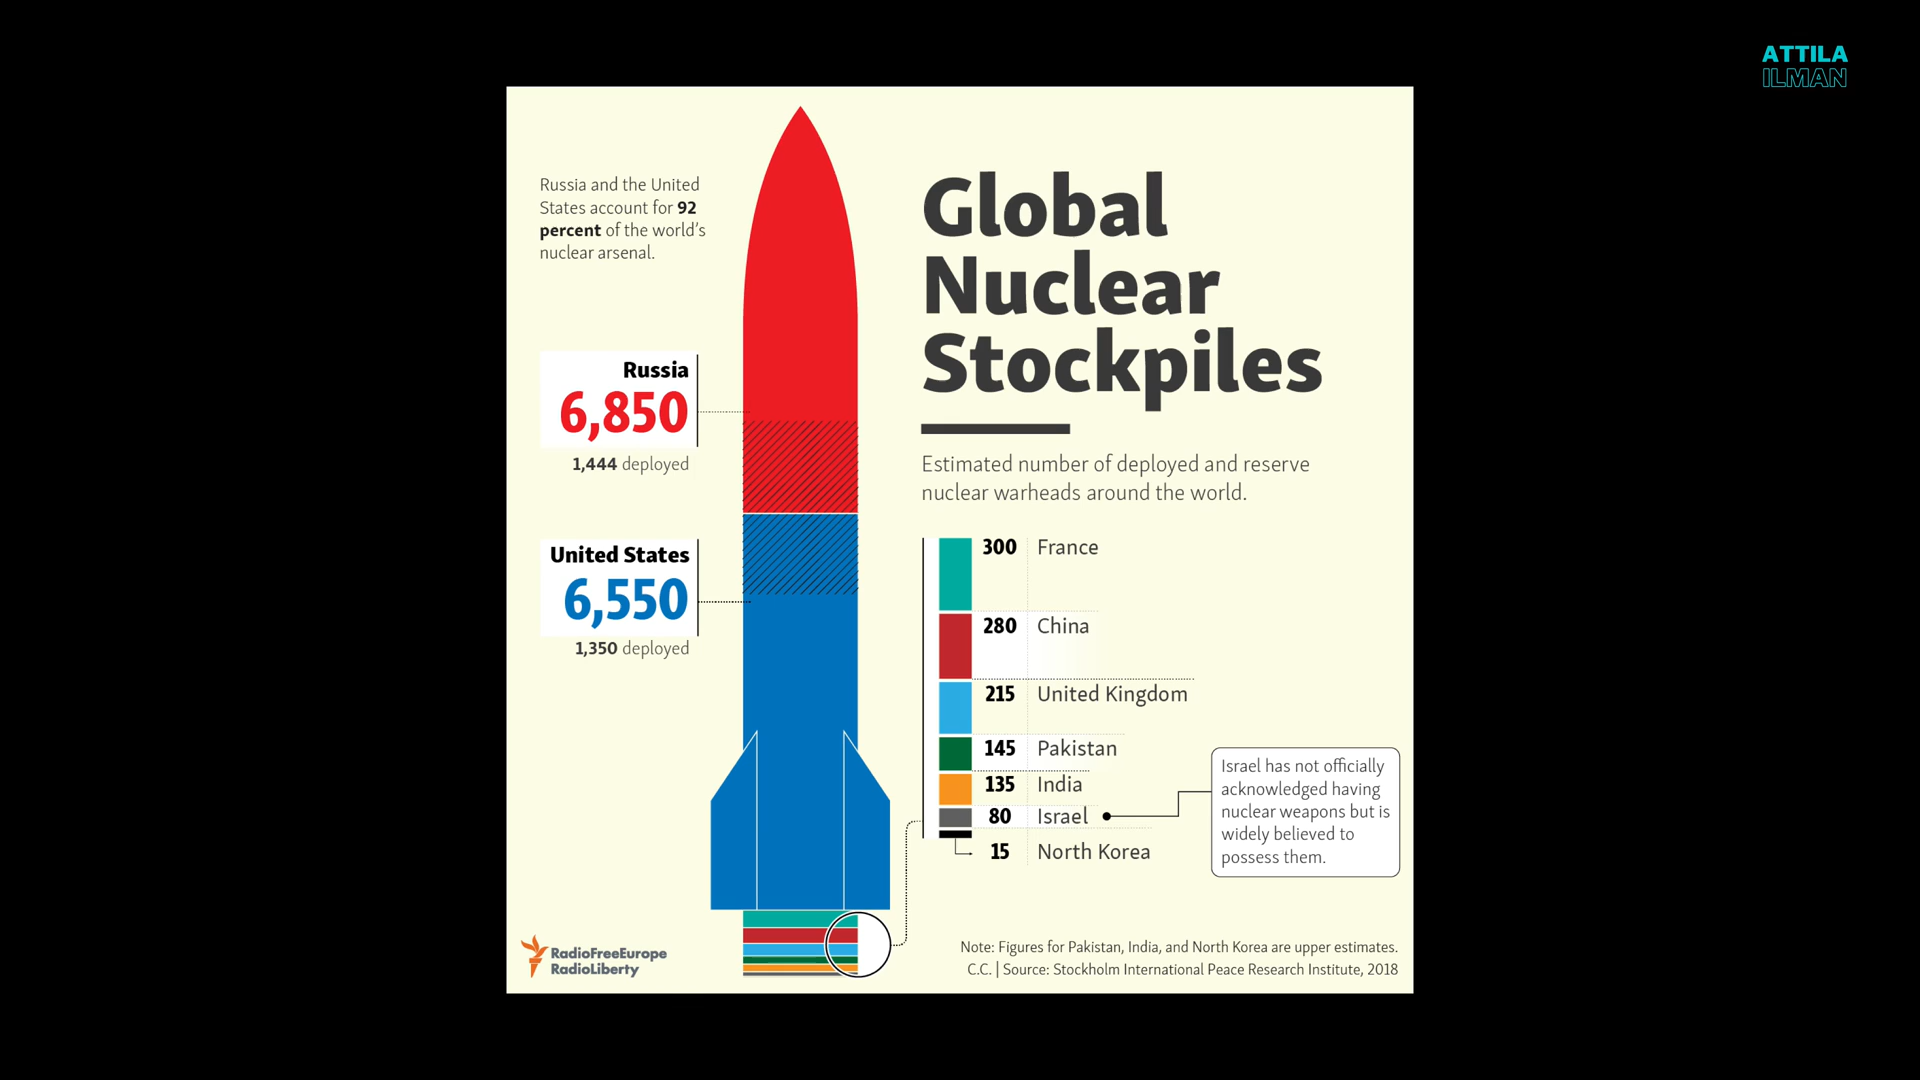 ATTILA
ILMAN
Russia and the United
States account for 92
percent of the world's
nuclear arsenal.
Global
Nuclear
Stockpiles
Estimated number of deployed and reserve
nuclear warheads around the world.
Russia
6,850
1,444 deployed
United States
6,550
1,350 deployed
300 France
280 China
215 United Kingdom
145 Pakistan
135 India
80 Israel
15 North Korea
Israel has not officially
acknowledged having
nuclear weapons but is
widely believed to
possess them.
RadioFreeEurope
RadioLiberty
Note: Figures for Pakistan, India, and North Korea are upper estimates.
C.C. | Source: Stockholm International Peace Research Institute, 2018